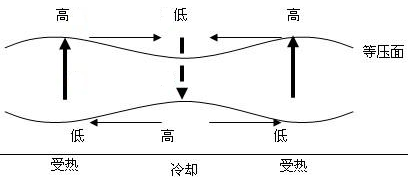 高 低 高
等压面
低 高 低
受热 冷却 受热